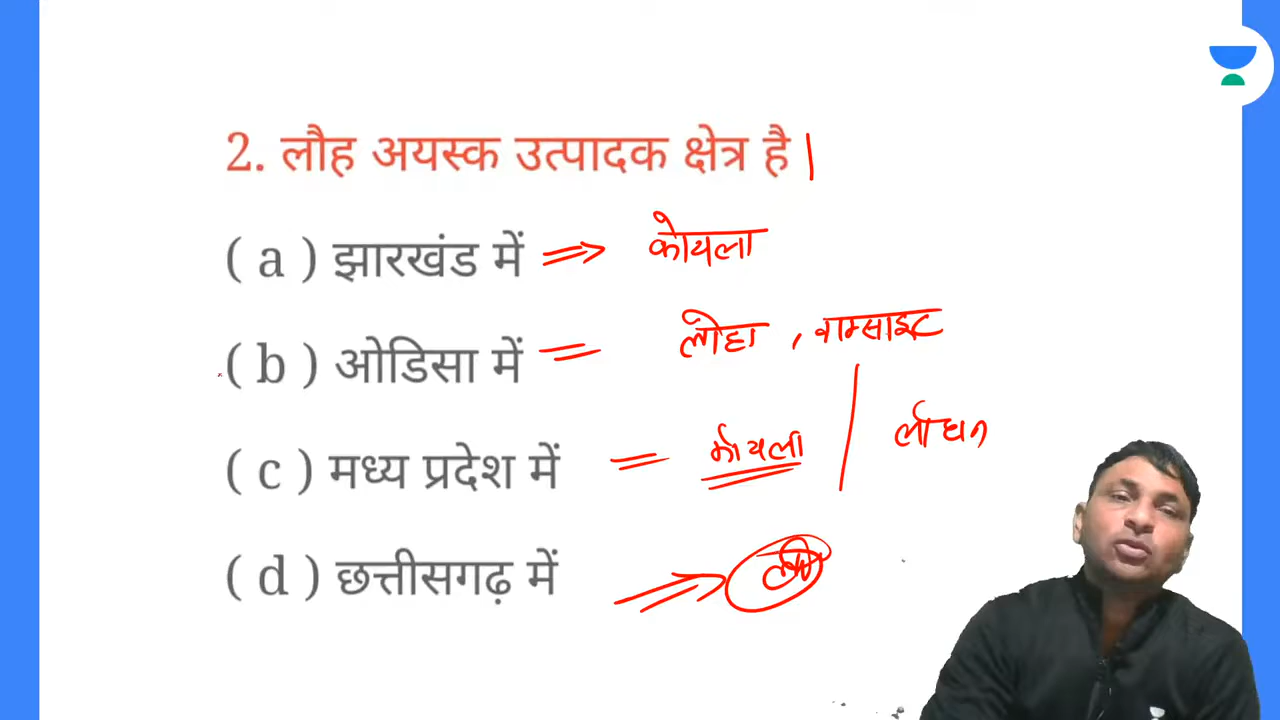 2. लौह अयस्क उत्पादक क्षेत्र है |
( a ) झारखंड में ⇒ कोयला
( b ) ओडिसा में = लोहा , वाम्साइट
( c ) मध्य प्रदेश में = कोयला |
( d ) छत्तीसगढ़ में ⇒